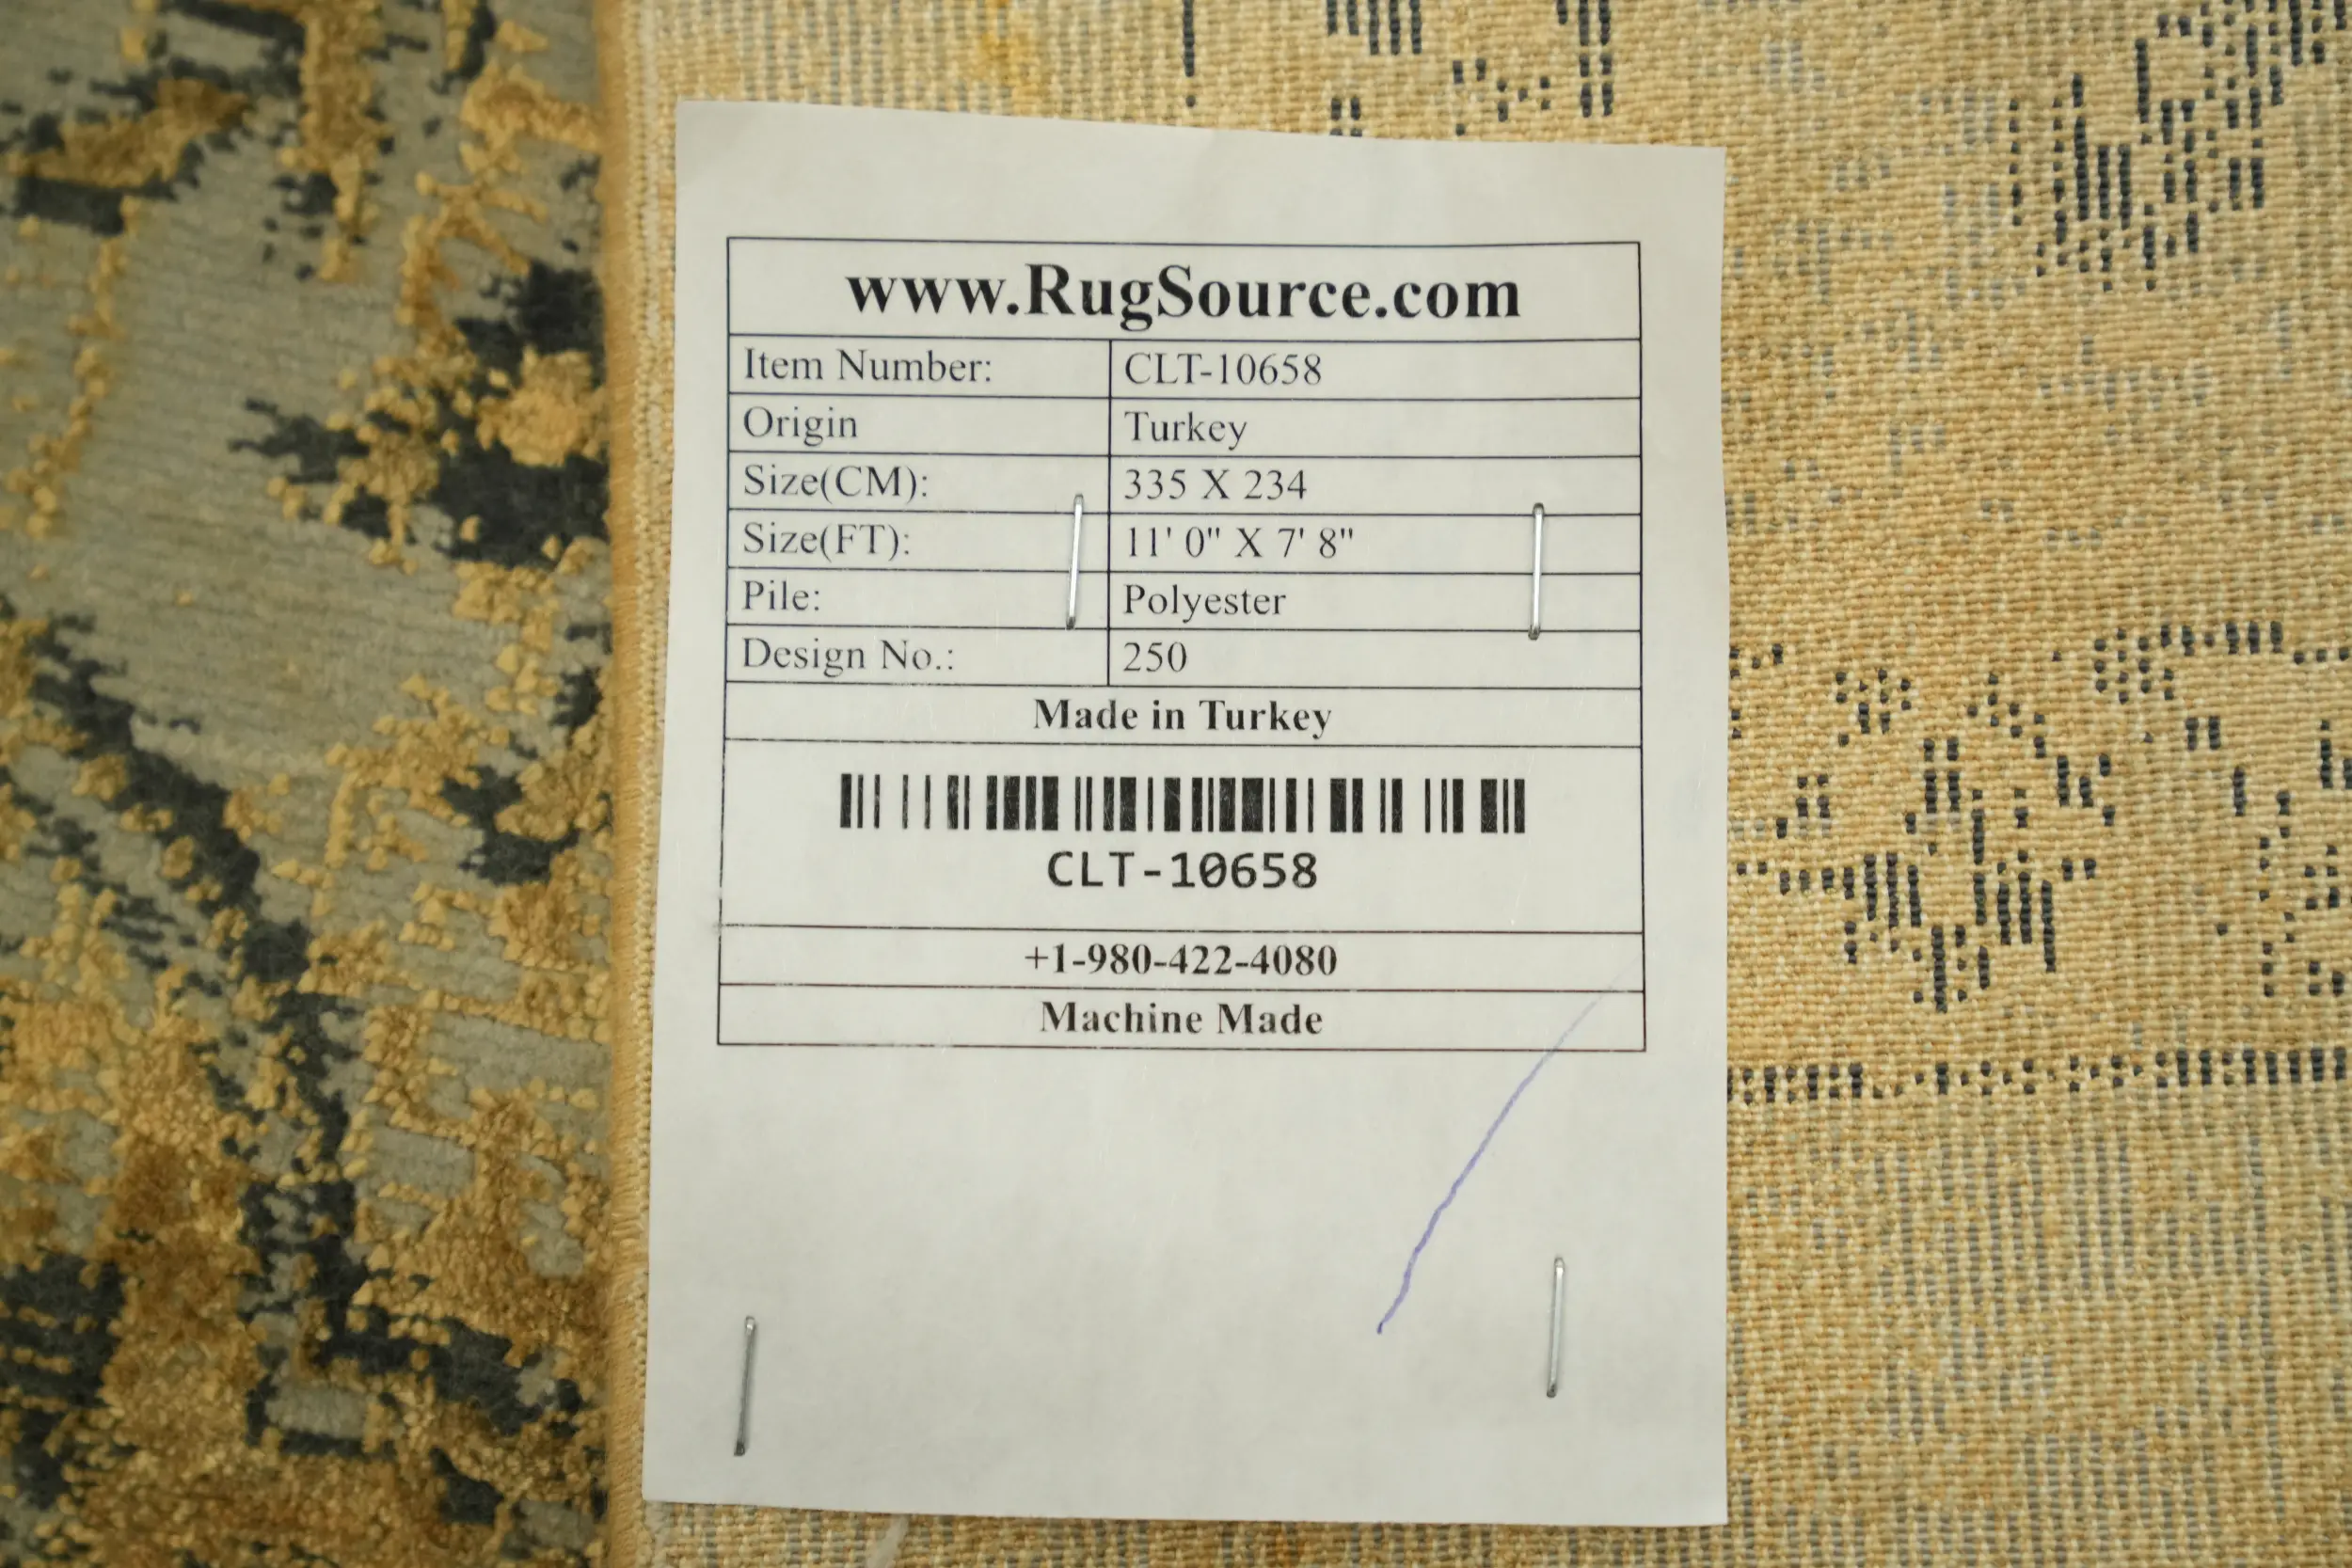 www.RugSource.com
Item Number: CLT-10658
Origin Turkey
Size(CM): 335 X 234
Size(FT): 11' 0" X 7' 8"
Pile: Polyester
Design No.: 250
Made in Turkey
CLT-10658
+1-980-422-4080
Machine Made